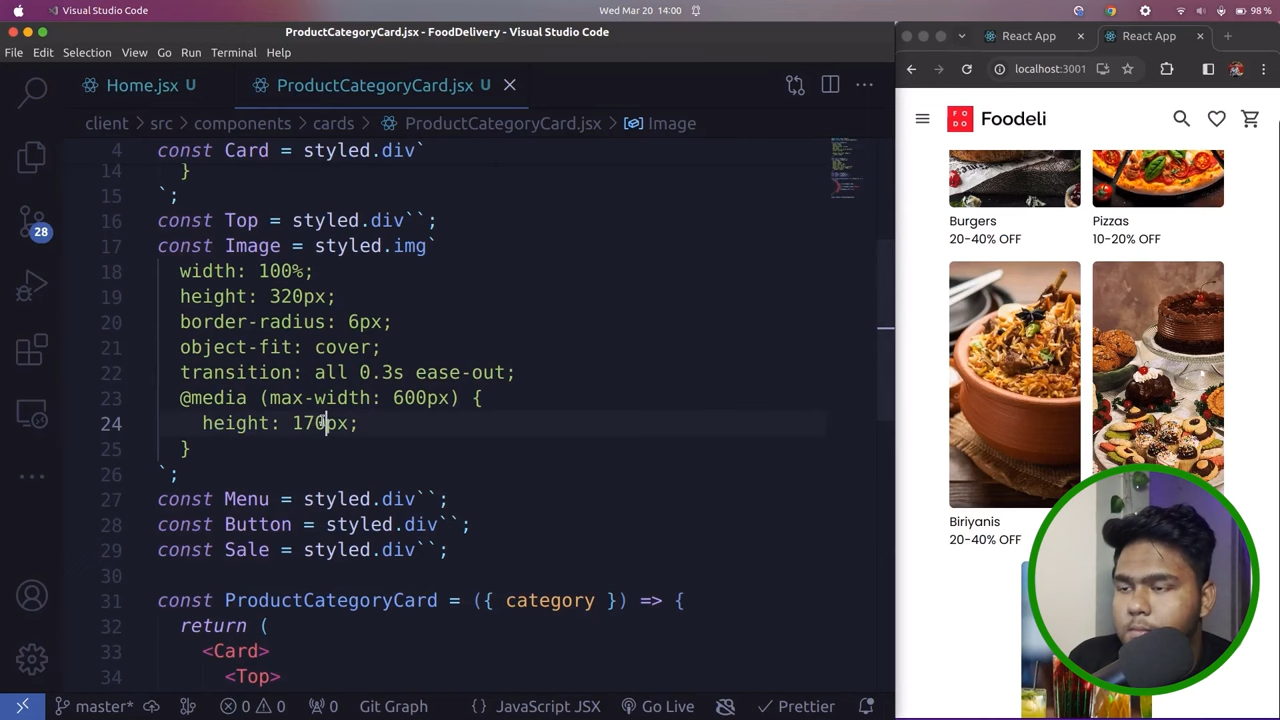 Visual Studio Code
Wed Mar 20 14:00
98 %
ProductCategoryCard.jsx - FoodDelivery - Visual Studio Code
File Edit Selection View Go Run Terminal Help
Home.jsx U
ProductCategoryCard.jsx U
client > src > components > cards > ProductCategoryCard.jsx > Image
4 const Card = styled.div`
14 }
15 `;
16 const Top = styled.div``;
17 const Image = styled.img`
18 width: 100%;
19 height: 320px;
20 border-radius: 6px;
21 object-fit: cover;
22 transition: all 0.3s ease-out;
23 @media (max-width: 600px) {
24 height: 170px;
25 }
26 `;
27 const Menu = styled.div``;
28 const Button = styled.div``;
29 const Sale = styled.div``;
30
31 const ProductCategoryCard = ({ category }) => {
32 return (
33 <Card>
34 <Top>
28
master* 0 0 0 Git Graph {} JavaScript JSX Go Live Prettier
React App
React App
localhost:3001
FO
DO
Foodeli
Burgers
20-40% OFF
Pizzas
10-20% OFF
Biriyanis
20-40% OFF